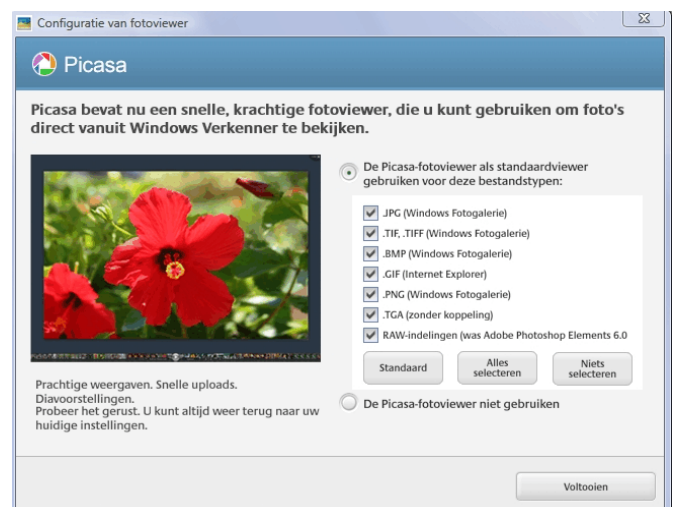 Configuratie van fotoviewer
Picasa
Picasa bevat nu een snelle, krachtige fotoviewer, die u kunt gebruiken om foto's
direct vanuit Windows Verkenner te bekijken.
De Picasa-fotoviewer als standaardviewer
gebruiken voor deze bestandstypen:
.JPG (Windows Fotogalerie)
.TIF, .TIFF (Windows Fotogalerie)
.BMP (Windows Fotogalerie)
.GIF (Internet Explorer)
.PNG (Windows Fotogalerie)
.TGA (zonder koppeling)
RAW-indelingen (was Adobe Photoshop Elements 6.0
Standaard
Alles
selecteren
Niets
selecteren
De Picasa-fotoviewer niet gebruiken
Prachtige weergaven. Snelle uploads.
Diavoorstellingen.
Probeer het gerust. U kunt altijd weer terug naar uw
huidige instellingen.
Voltooien